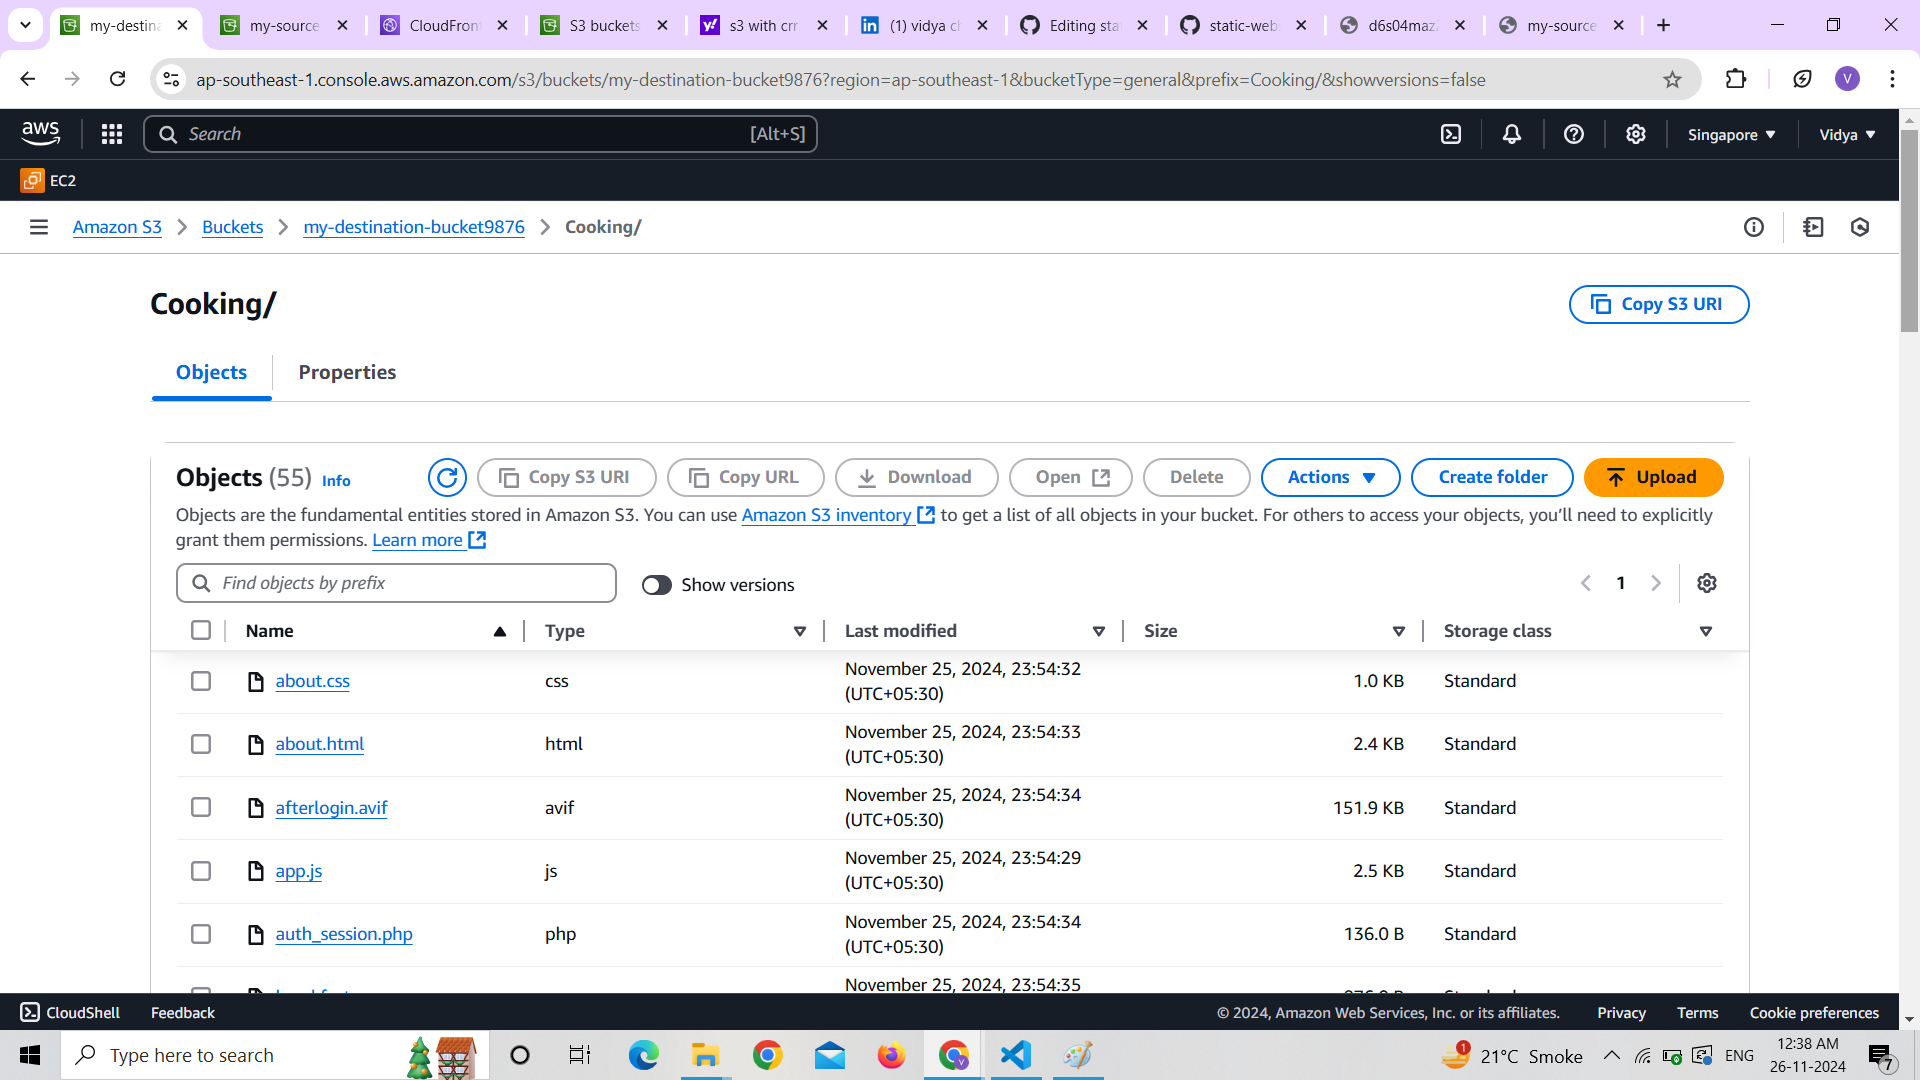 my-destina
my-source
CloudFron
S3 buckets
s3 with crr
(1) vidya ch
Editing sta
static-web
d6s04maz
my-source
ap-southeast-1.console.aws.amazon.com/s3/buckets/my-destination-bucket9876?region=ap-southeast-1&bucketType=general&prefix=Cooking/&showversions=false
V
aws
Search
[Alt+S]
Singapore
Vidya
EC2
Amazon S3
Buckets
my-destination-bucket9876
Cooking/
Cooking/
Copy S3 URI
Objects
Properties
Objects (55) Info
Copy S3 URI
Copy URL
Download
Open
Delete
Actions
Create folder
Upload
Objects are the fundamental entities stored in Amazon S3. You can use Amazon S3 inventory to get a list of all objects in your bucket. For others to access your objects, you’ll need to explicitly
grant them permissions. Learn more
Find objects by prefix
Show versions
1
Name Type Last modified Size Storage class
about.css css November 25, 2024, 23:54:32 (UTC+05:30) 1.0 KB Standard
about.html html November 25, 2024, 23:54:33 (UTC+05:30) 2.4 KB Standard
afterlogin.avif avif November 25, 2024, 23:54:34 (UTC+05:30) 151.9 KB Standard
app.js js November 25, 2024, 23:54:29 (UTC+05:30) 2.5 KB Standard
auth_session.php php November 25, 2024, 23:54:34 (UTC+05:30) 136.0 B Standard
November 25, 2024, 23:54:35
CloudShell
Feedback
© 2024, Amazon Web Services, Inc. or its affiliates.
Privacy
Terms
Cookie preferences
Type here to search
1
21°C Smoke
ENG
12:38 AM
26-11-2024
7